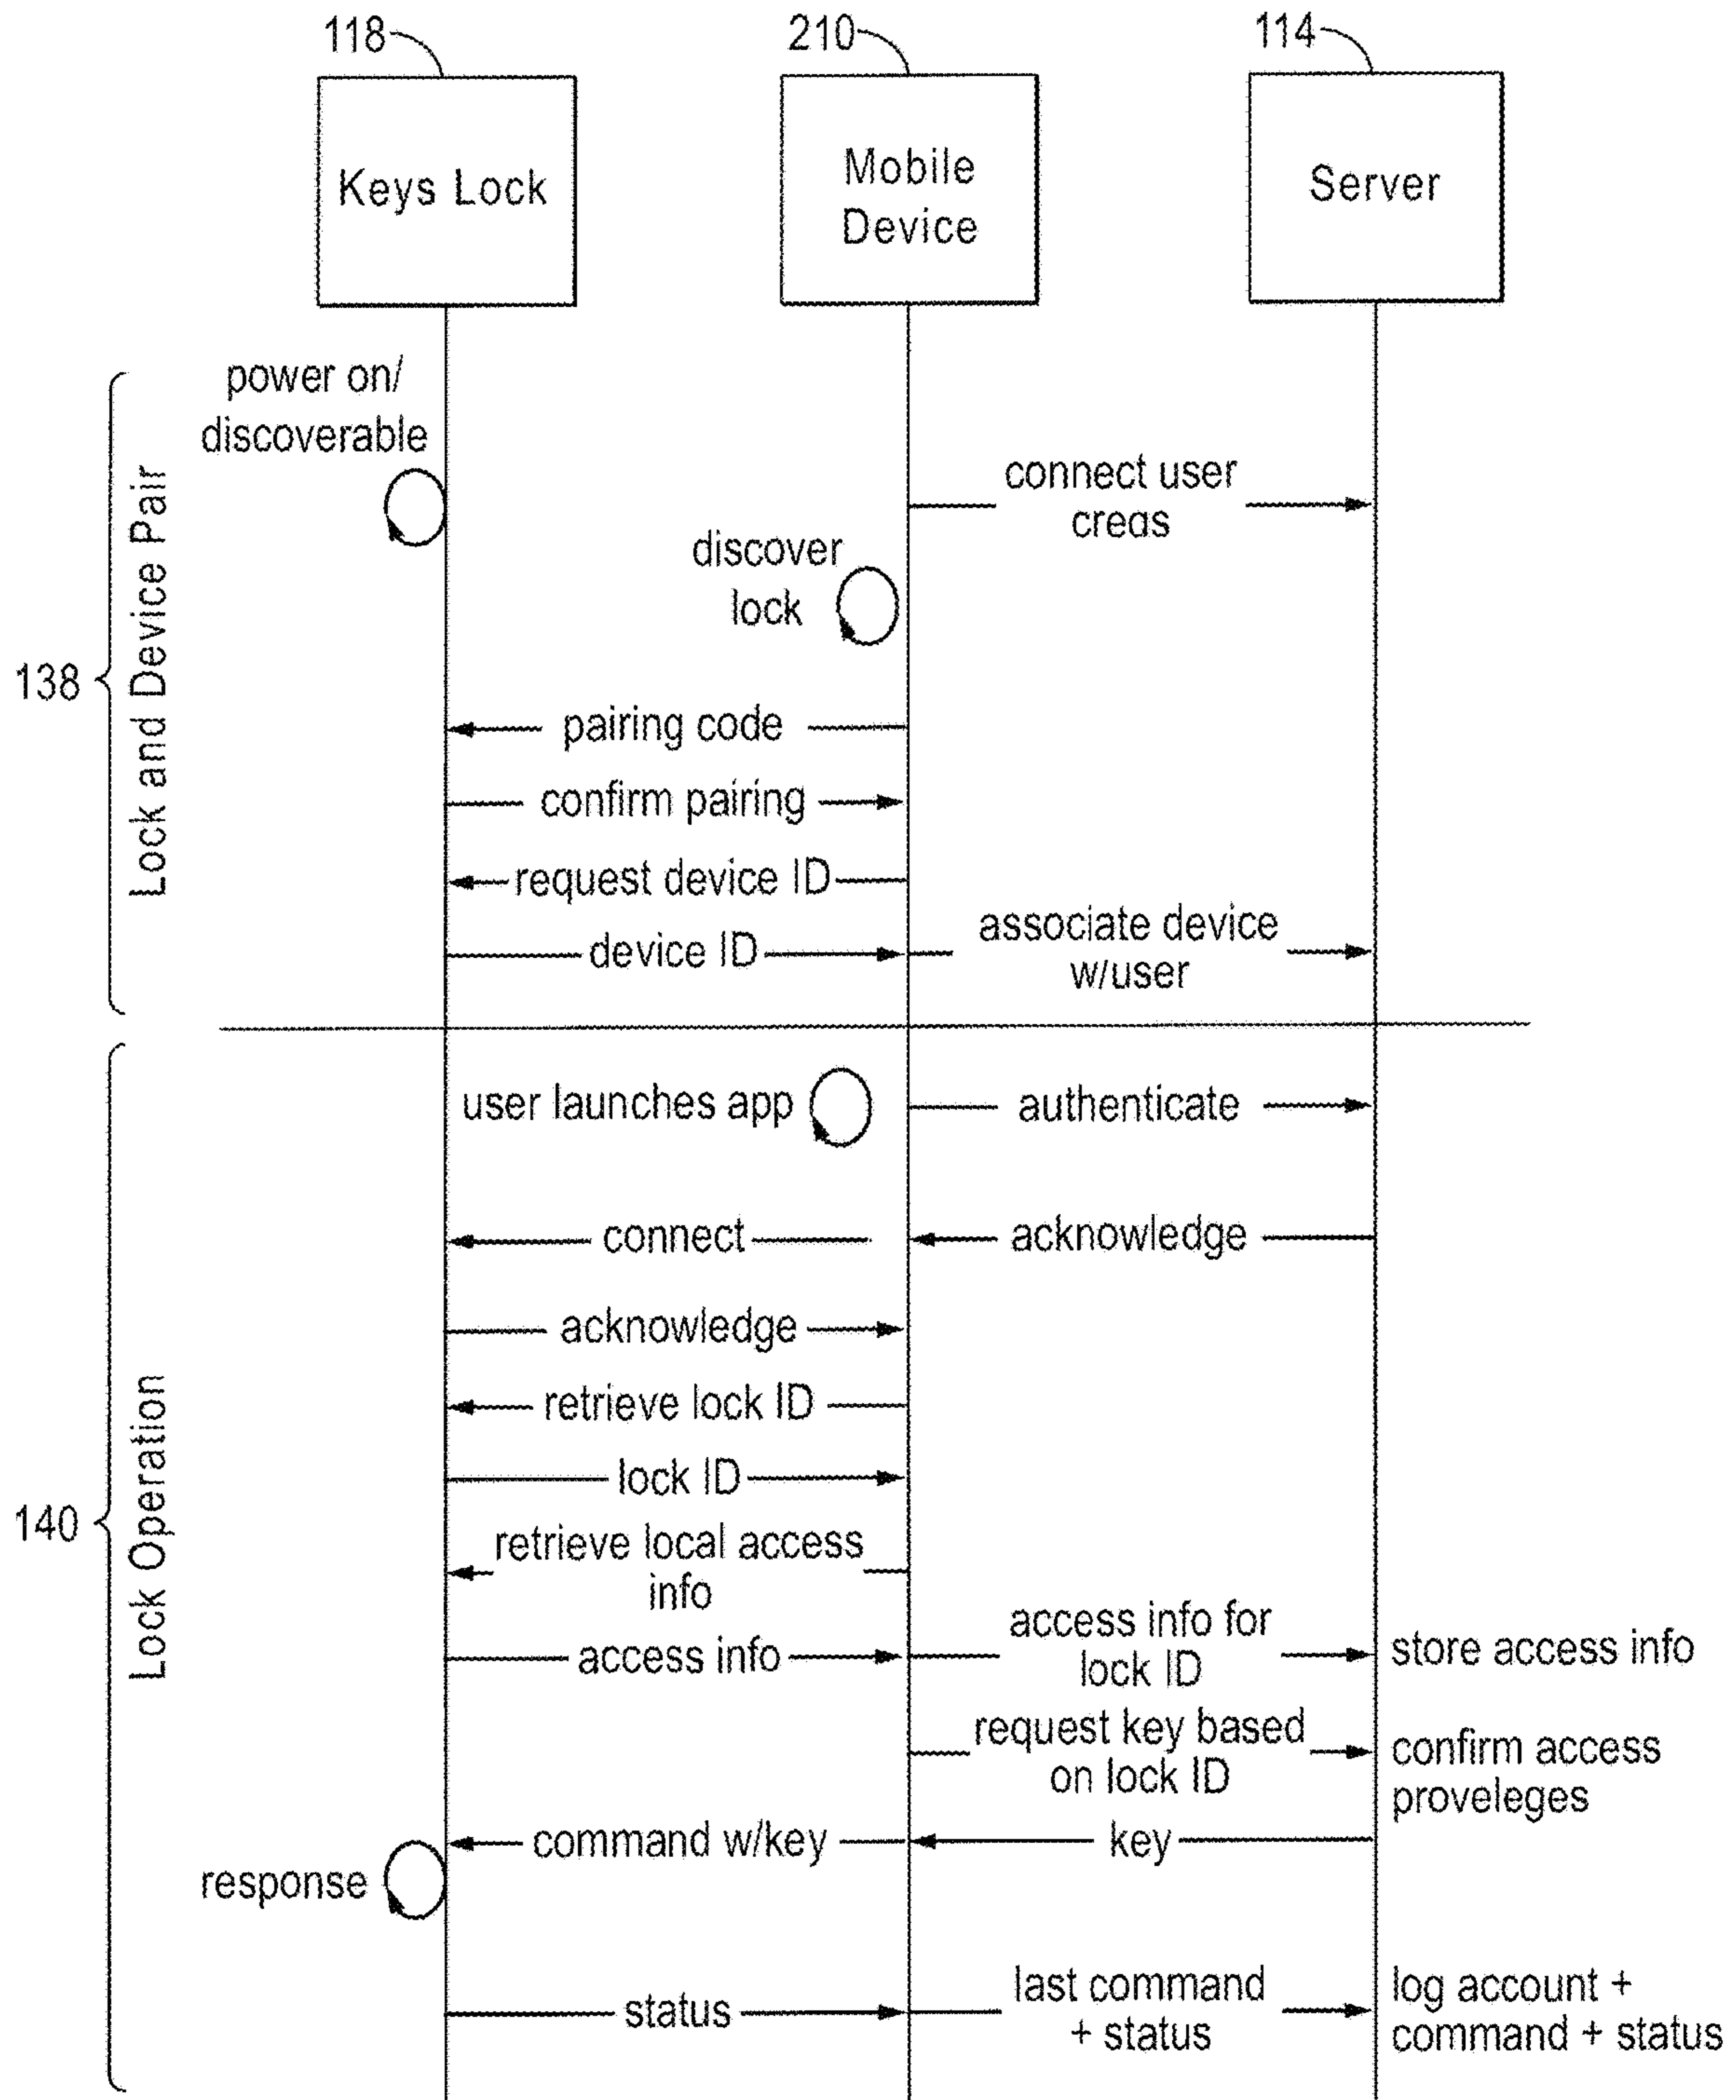 118
210
114
Keys Lock
Mobile
Device
Server
138
Lock and Device Pair
power on/
discoverable
connect user
creds
discover
lock
pairing code
confirm pairing
request device ID
device ID
associate device
w/user
140
Lock Operation
user launches app
authenticate
connect
acknowledge
acknowledge
retrieve lock ID
lock ID
retrieve local access
info
access info
access info for
lock ID
store access info
request key based
on lock ID
confirm access
proveleges
command w/key
key
response
status
last command
+ status
log account +
command + status